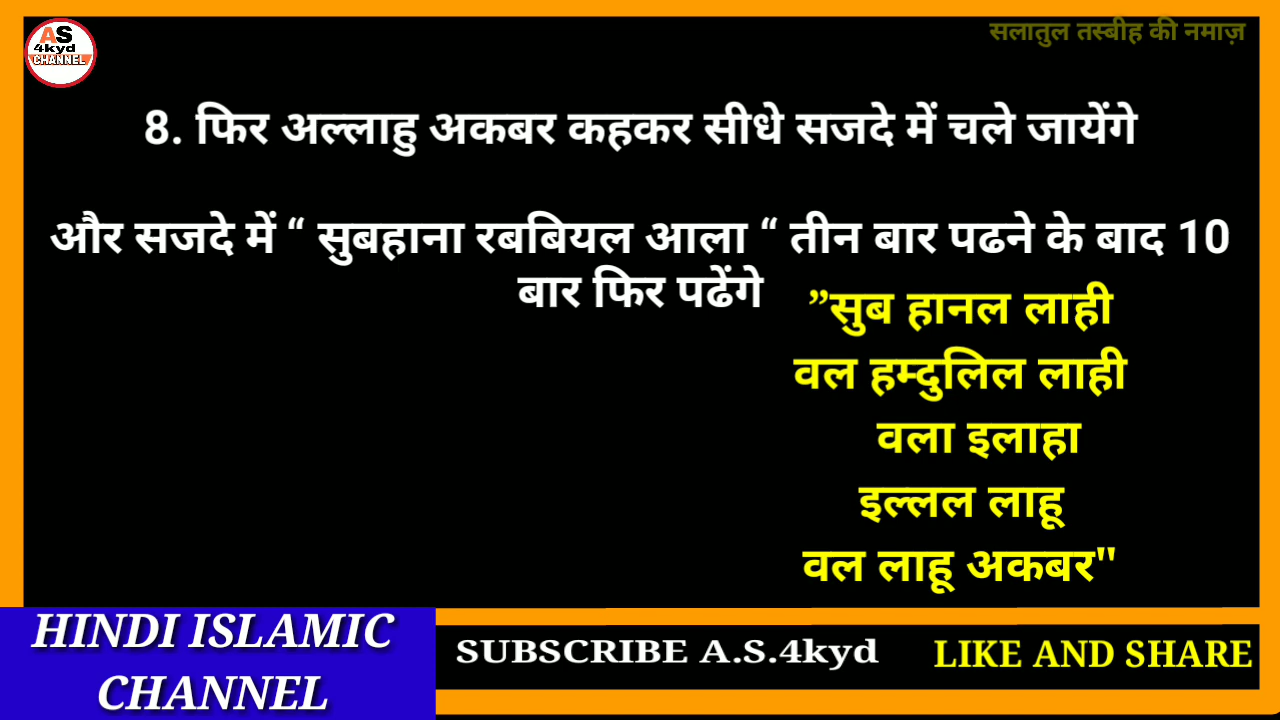 AS
4kyd
CHANNEL
सलातुल तस्बीह की नमाज़
8. फिर अल्लाहु अकबर कहकर सीधे सजदे में चले जायेंगे
और सजदे में “ सुबहाना रबबियल आला “ तीन बार पढने के बाद 10
बार फिर पढेंगे
”सुब हानल लाही
वल हम्दुलिल लाही
वला इलाहा
इल्लल लाहू
वल लाहू अकबर"
HINDI ISLAMIC
CHANNEL
SUBSCRIBE A.S.4kyd
LIKE AND SHARE